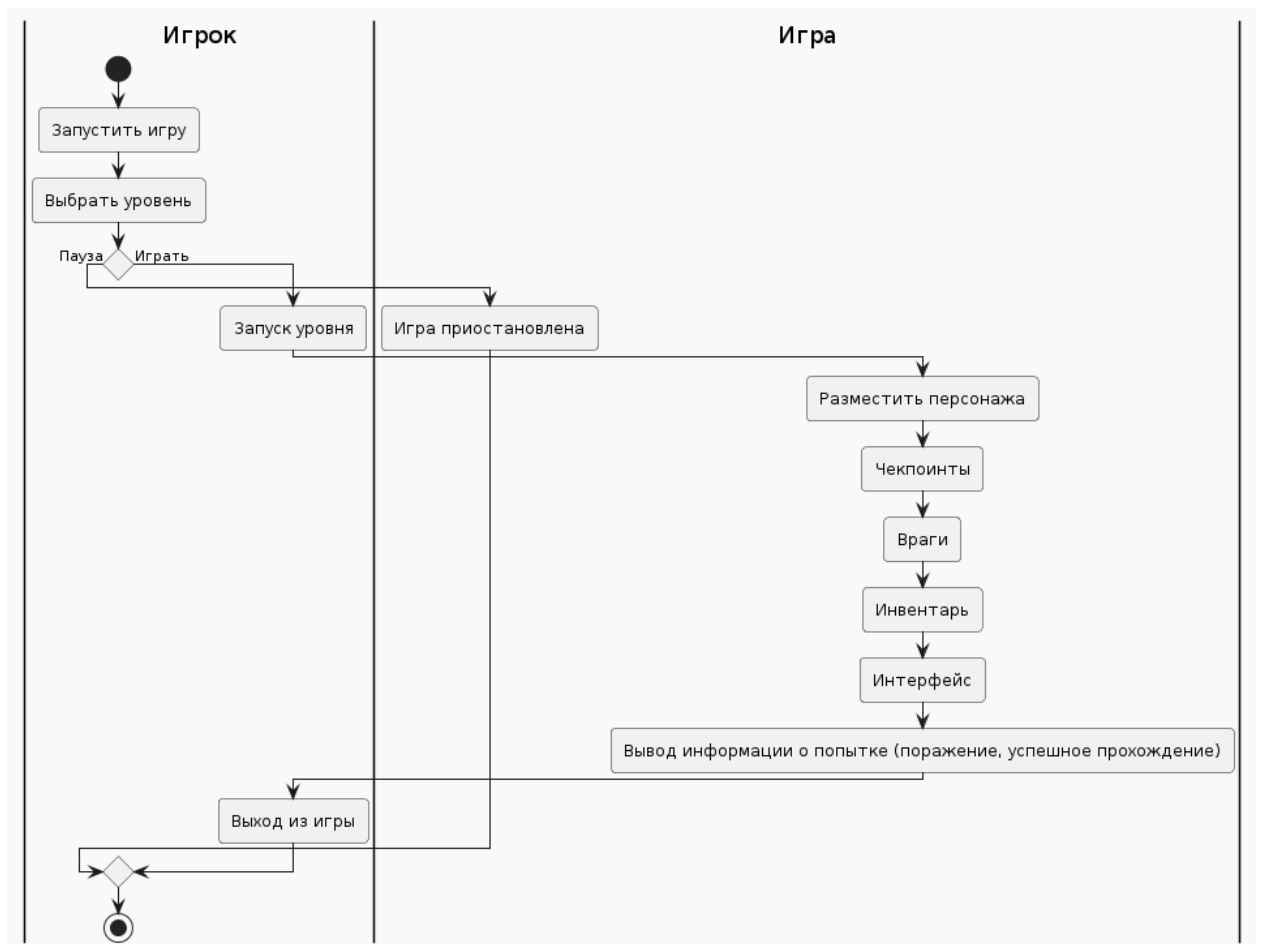 Игрок
Игра
Запустить игру
Выбрать уровень
Пауза
Играть
Запуск уровня
Игра приостановлена
Разместить персонажа
Чекпоинты
Враги
Инвентарь
Интерфейс
Вывод информации о попытке (поражение, успешное прохождение)
Выход из игры